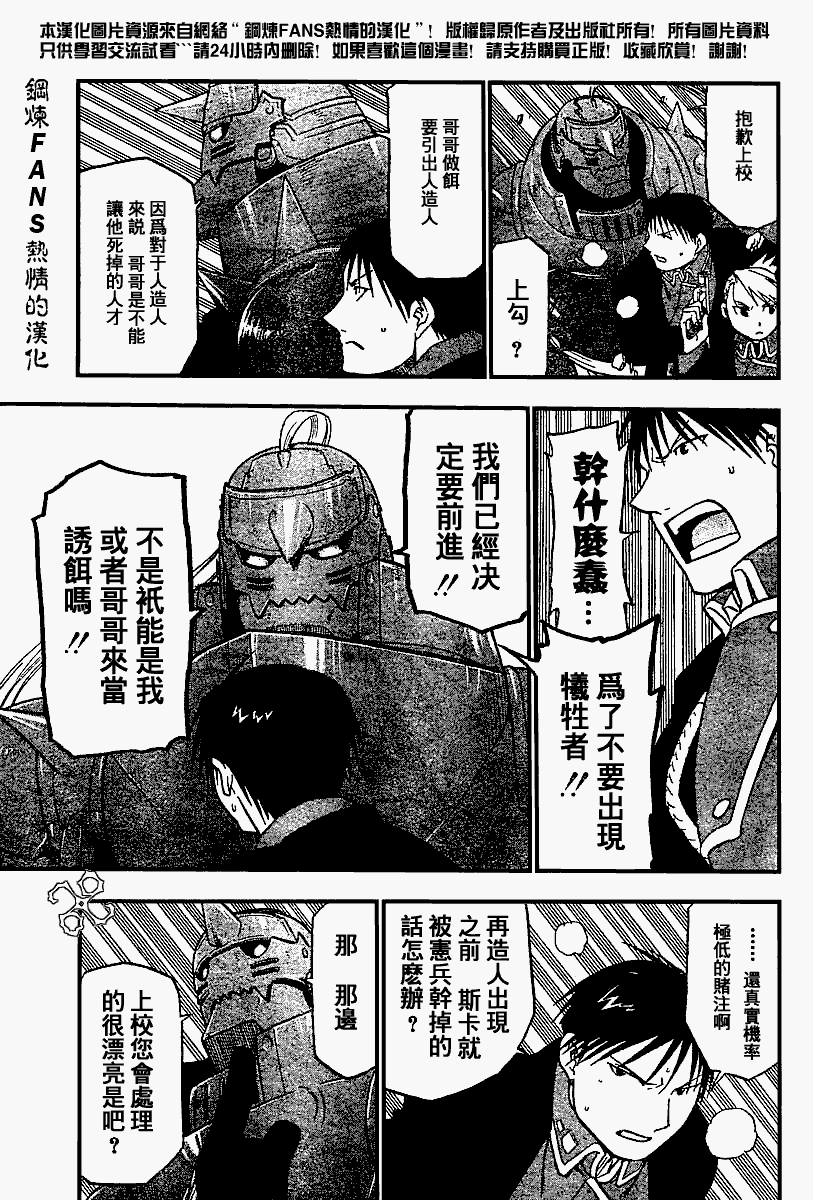 本漢化圖片資源來自網絡“鋼煉FANS熱情的漢化”! 版權歸原作者及出版社所有! 所有圖片資料
只供學習交流試看```請24小時內刪除! 如果喜歡這個漫畫! 請支持購買正版! 收藏欣賞! 謝謝!
鋼煉FANS熱情的漢化
抱歉上校
上勾?
哥哥做餌
要引出人造人
因爲對于人造人
來說 哥哥是不能
讓他死掉的人才
幹什麼蠢…
爲了不要出現
犧牲者!!
我們已經決
定要前進!!
不是祇能是我
或者哥哥來當
誘餌嗎!!
……還真實機率
極低的賭注啊
再造人出現
之前 斯卡就
被憲兵幹掉的
話怎麽辦?
那 那邊
上校您會處理
的很漂亮是吧?